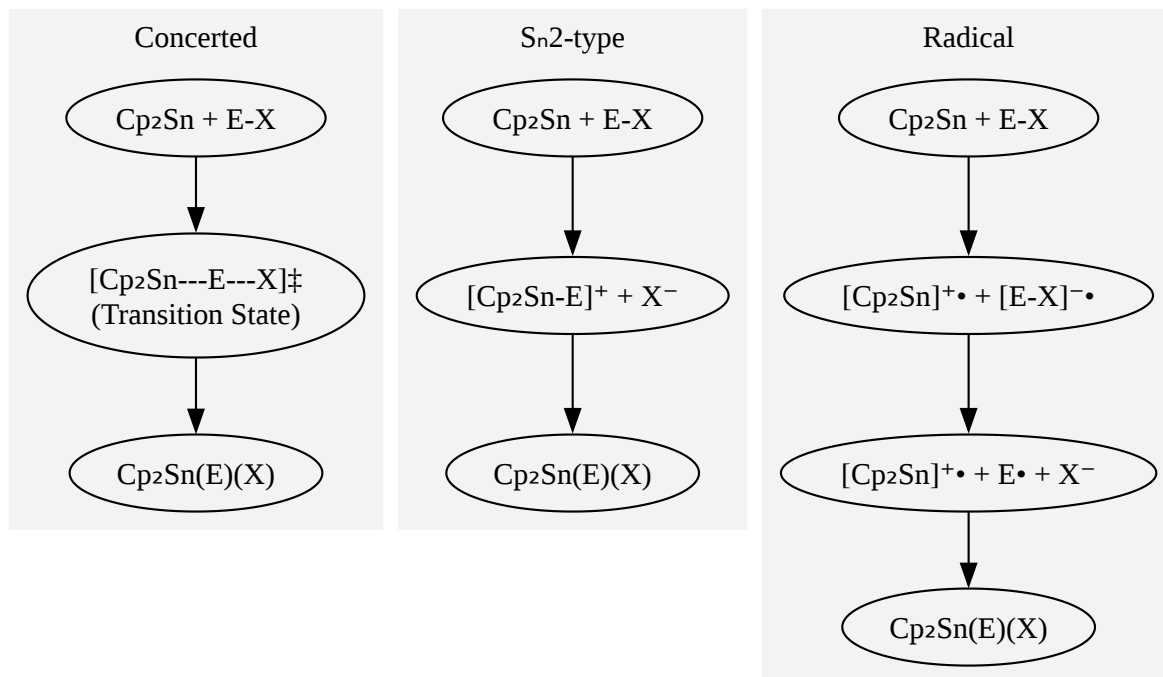 Concerted
Cp₂Sn + E-X
[Cp₂Sn---E---X]‡
(Transition State)
Cp₂Sn(E)(X)
Sₙ2-type
Cp₂Sn + E-X
[Cp₂Sn-E]⁺ + X⁻
Cp₂Sn(E)(X)
Radical
Cp₂Sn + E-X
[Cp₂Sn]⁺• + [E-X]⁻•
[Cp₂Sn]⁺• + E• + X⁻
Cp₂Sn(E)(X)